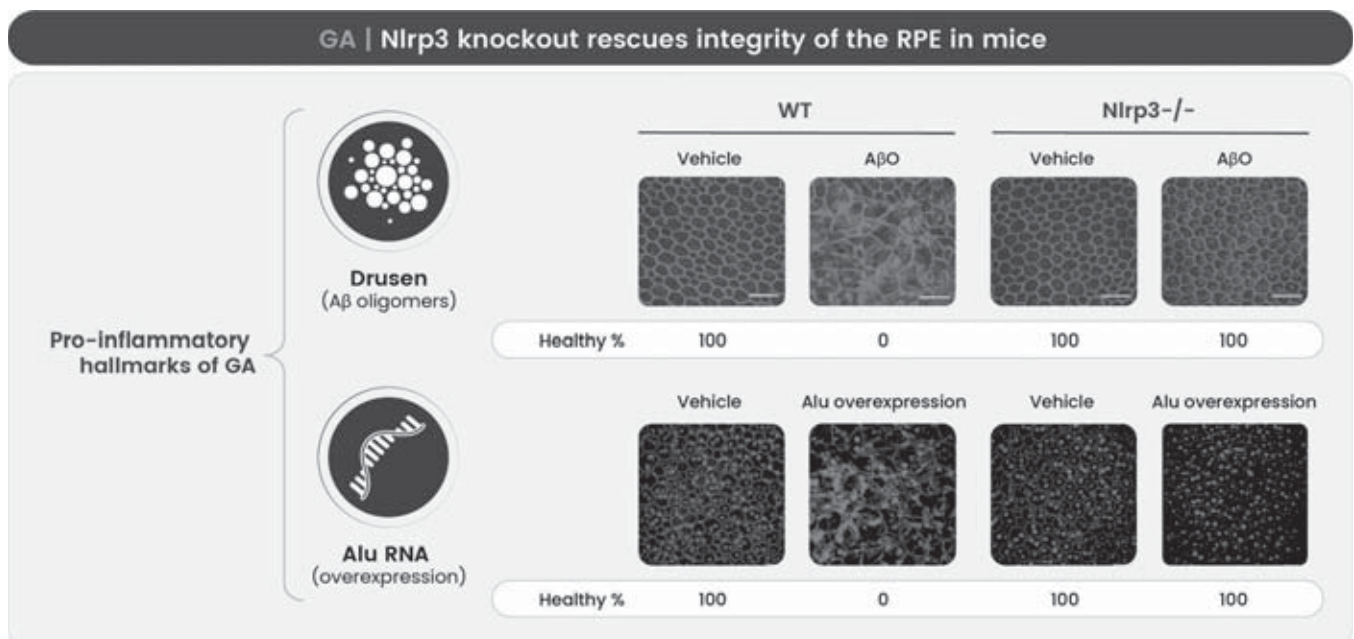 GA | Nlrp3 knockout rescues integrity of the RPE in mice
WT
Nlrp3-/-
Vehicle
AβO
Vehicle
AβO
Drusen
(Aβ oligomers)
Healthy %
100
0
100
100
Pro-inflammatory
hallmarks of GA
Vehicle
Alu overexpression
Vehicle
Alu overexpression
Alu RNA
(overexpression)
Healthy %
100
0
100
100